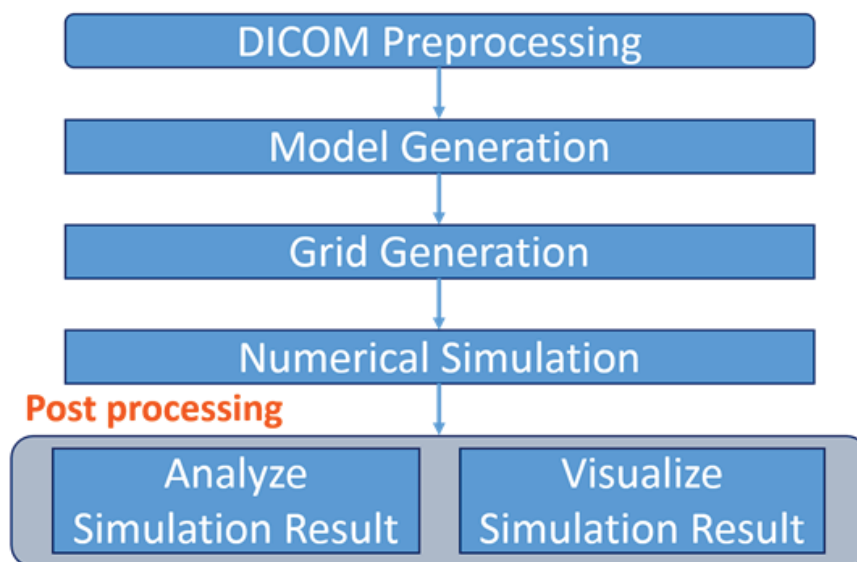 DICOM Preprocessing
Model Generation
Grid Generation
Numerical Simulation
Post processing
Analyze
Simulation Result
Visualize
Simulation Result